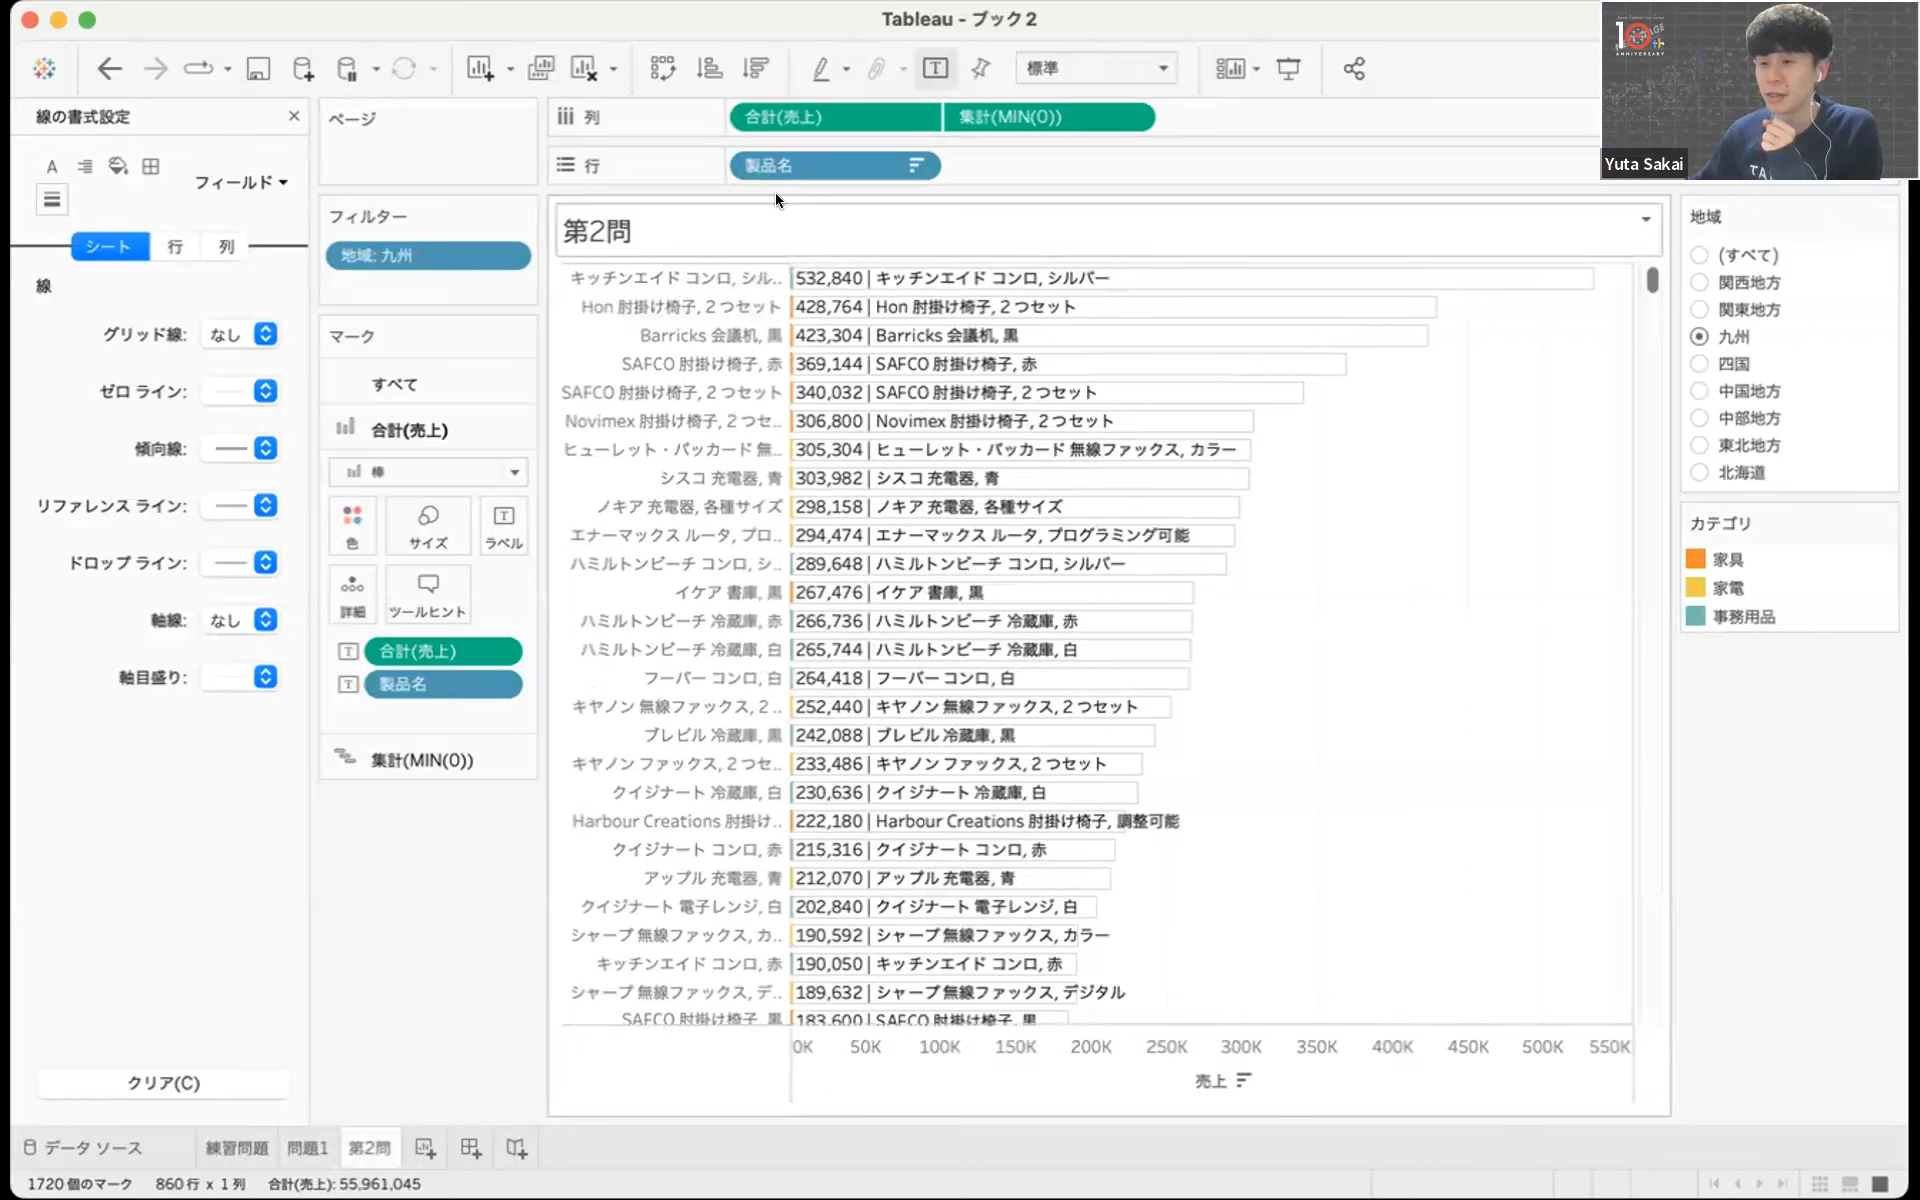 Tableau - ブック2
標準
10th
ANNIVERSARY
Yuta Sakai
線の書式設定
フィールド
シート
行
列
線
グリッド線: なし
ゼロ ライン:
傾向線:
リファレンス ライン:
ドロップ ライン:
軸線: なし
軸目盛り:
クリア(C)
ページ
フィルター
地域: 九州
マーク
すべて
合計(売上)
棒
色
サイズ
ラベル
詳細
ツールヒント
合計(売上)
製品名
集計(MIN(0))
列
合計(売上)
集計(MIN(0))
行
製品名
第2問
キッチンエイド コンロ, シル.. 532,840 | キッチンエイド コンロ, シルバー
Hon 肘掛け椅子, 2 つセット 428,764 | Hon 肘掛け椅子, 2 つセット
Barricks 会議机, 黒 423,304 | Barricks 会議机, 黒
SAFCO 肘掛け椅子, 赤 369,144 | SAFCO 肘掛け椅子, 赤
SAFCO 肘掛け椅子, 2 つセット 340,032 | SAFCO 肘掛け椅子, 2 つセット
Novimex 肘掛け椅子, 2 つセ.. 306,800 | Novimex 肘掛け椅子, 2 つセット
ヒューレット・パッカード 無.. 305,304 | ヒューレット・パッカード 無線ファックス, カラー
シスコ 充電器, 青 303,982 | シスコ 充電器, 青
ノキア 充電器, 各種サイズ 298,158 | ノキア 充電器, 各種サイズ
エナーマックス ルータ, プロ.. 294,474 | エナーマックス ルータ, プログラミング可能
ハミルトンビーチ コンロ, シ.. 289,648 | ハミルトンビーチ コンロ, シルバー
イケア 書庫, 黒 267,476 | イケア 書庫, 黒
ハミルトンビーチ 冷蔵庫, 赤 266,736 | ハミルトンビーチ 冷蔵庫, 赤
ハミルトンビーチ 冷蔵庫, 白 265,744 | ハミルトンビーチ 冷蔵庫, 白
フーバー コンロ, 白 264,418 | フーバー コンロ, 白
キヤノン 無線ファックス, 2 .. 252,440 | キヤノン 無線ファックス, 2 つセット
ブレビル 冷蔵庫, 黒 242,088 | ブレビル 冷蔵庫, 黒
キヤノン ファックス, 2 つセ.. 233,486 | キヤノン ファックス, 2 つセット
クイジナート 冷蔵庫, 白 230,636 | クイジナート 冷蔵庫, 白
Harbour Creations 肘掛け.. 222,180 | Harbour Creations 肘掛け椅子, 調整可能
クイジナート コンロ, 赤 215,316 | クイジナート コンロ, 赤
アップル 充電器, 青 212,070 | アップル 充電器, 青
クイジナート 電子レンジ, 白 202,840 | クイジナート 電子レンジ, 白
シャープ 無線ファックス, カ.. 190,592 | シャープ 無線ファックス, カラー
キッチンエイド コンロ, 赤 190,050 | キッチンエイド コンロ, 赤
シャープ 無線ファックス, デ.. 189,632 | シャープ 無線ファックス, デジタル
SAFCO 肘掛け椅子, 黒 183,600 | SAFCO 肘掛け椅子, 黒
0K 50K 100K 150K 200K 250K 300K 350K 400K 450K 500K 550K
売上
地域
(すべて)
関西地方
関東地方
九州
四国
中国地方
中部地方
東北地方
北海道
カテゴリ
家具
家電
事務用品
データ ソース
練習問題
問題1
第2問
1720 個のマーク 860 行 x 1 列 合計(売上): 55,961,045